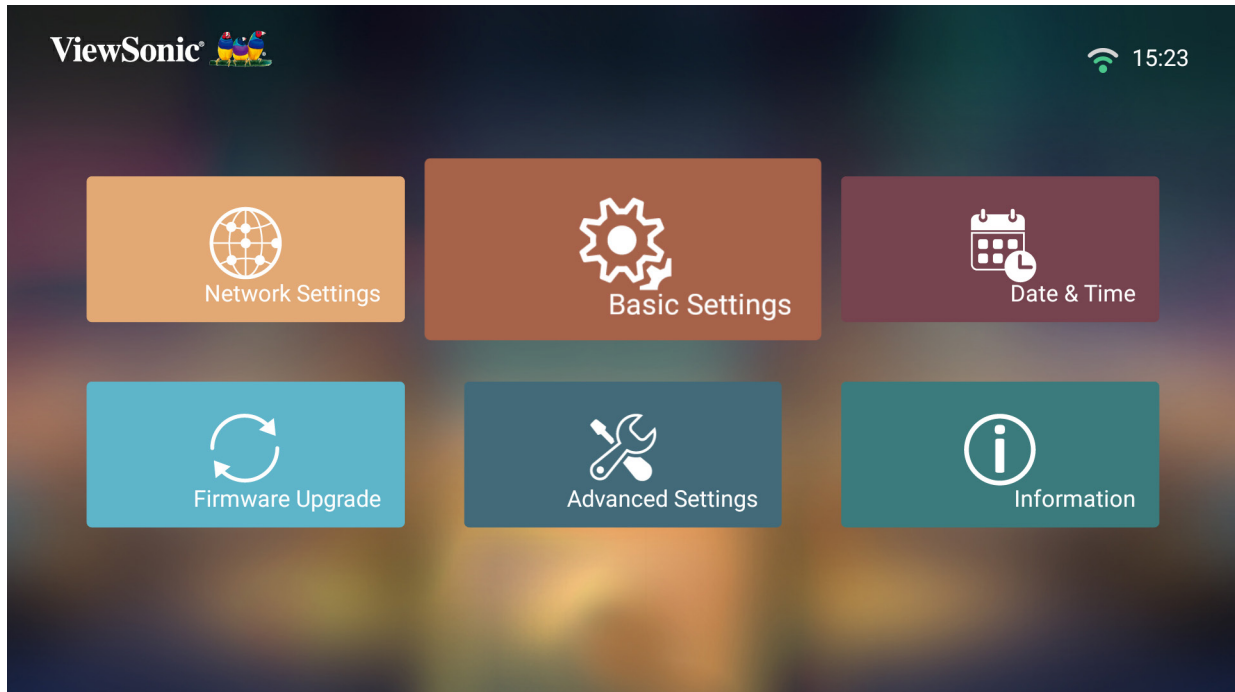 ViewSonic®
15:23
Network Settings
Basic Settings
Date & Time
Firmware Upgrade
Advanced Settings
Information